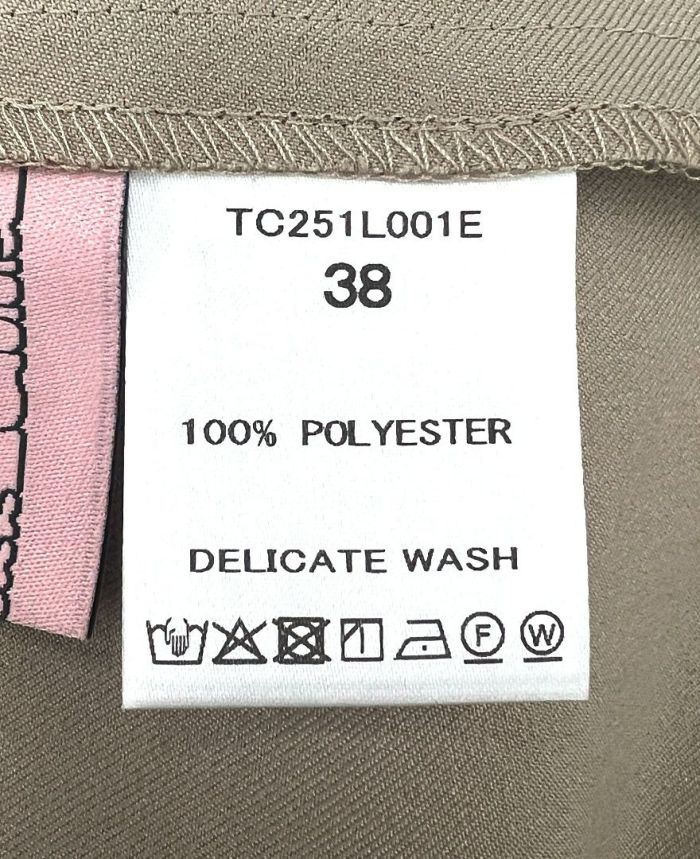 TC251L001E
38
100% POLYESTER
DELICATE WASH
F W